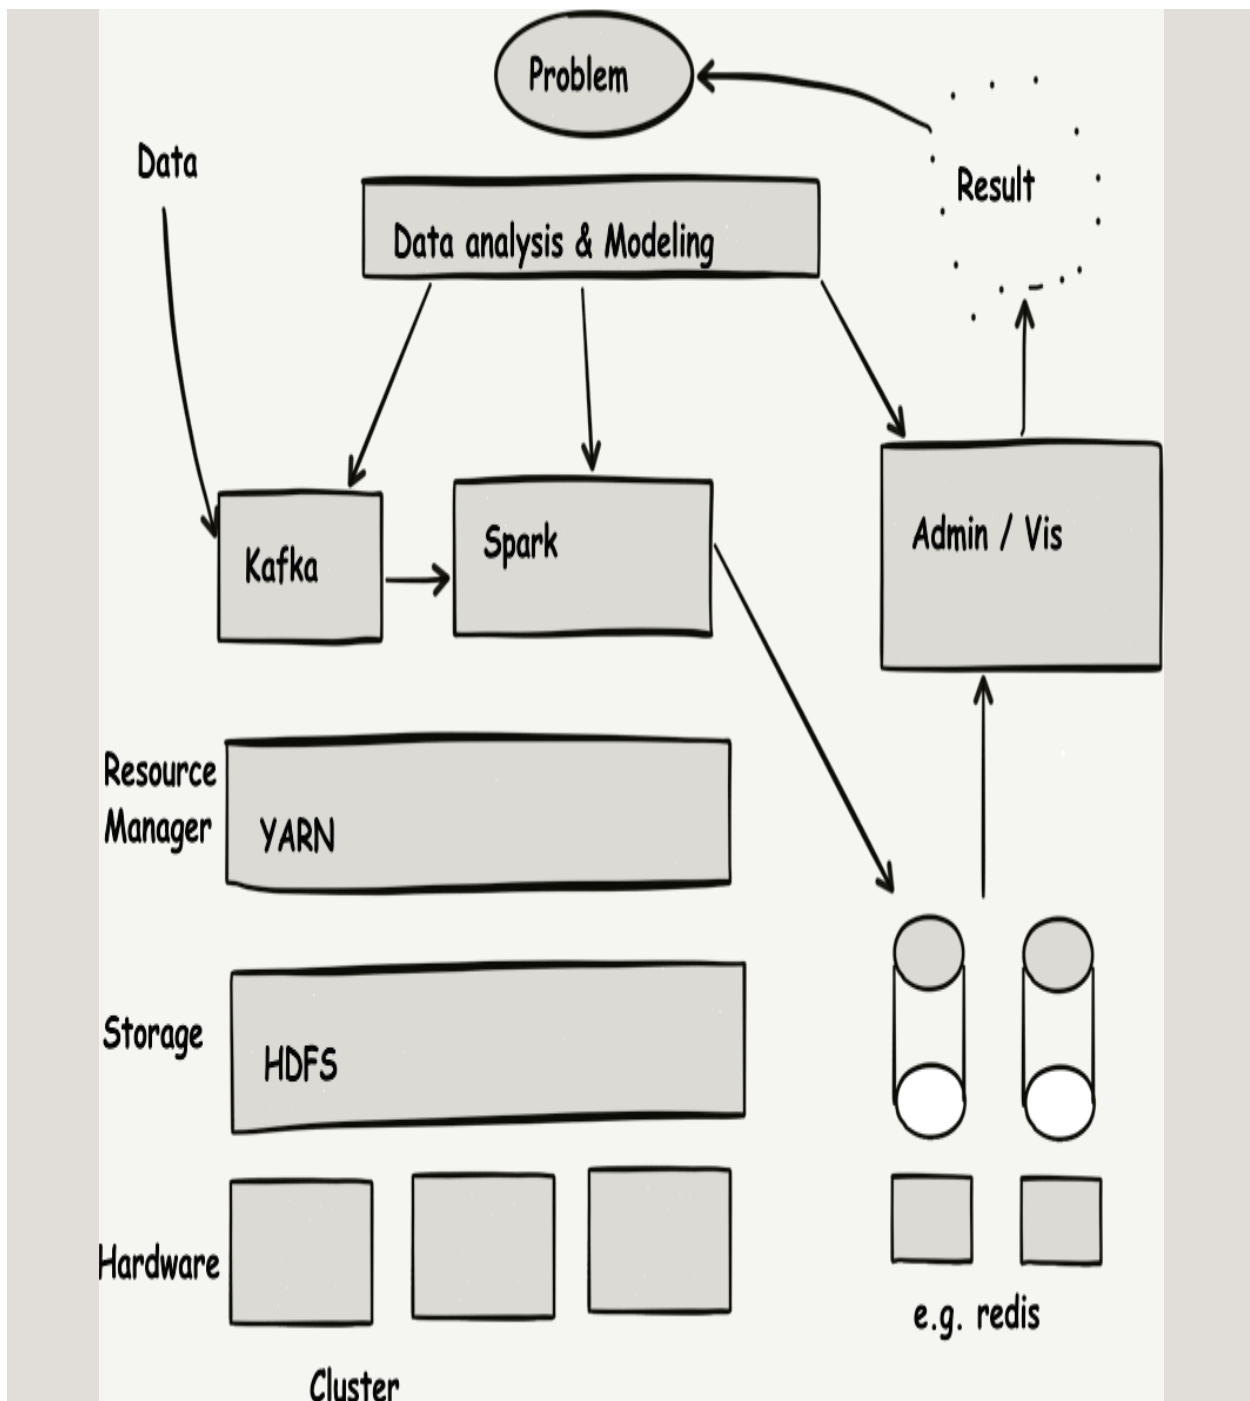 Problem
Data
Result
Data analysis & Modeling
Kafka
Spark
Admin / Vis
Resource
Manager
YARN
Storage
HDFS
Hardware
e.g. redis
Cluster